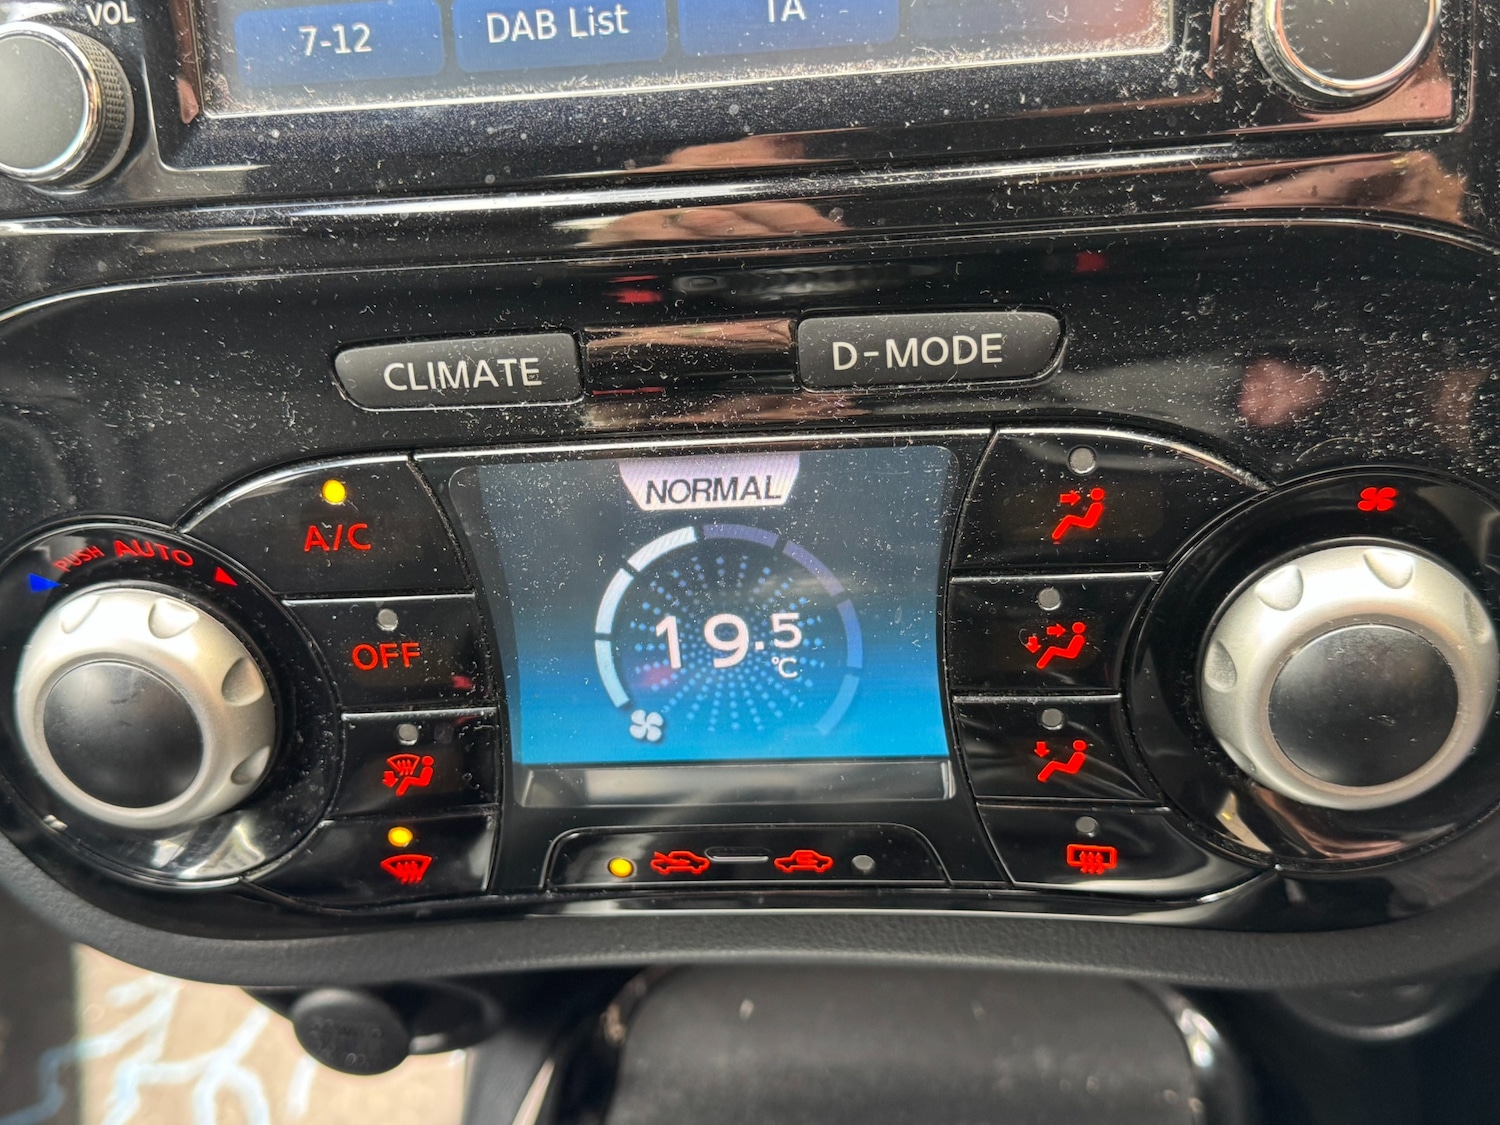 VOL
7-12
DAB List
TA
CLIMATE
D-MODE
NORMAL
A/C
PUSH AUTO
19.5
°C
OFF